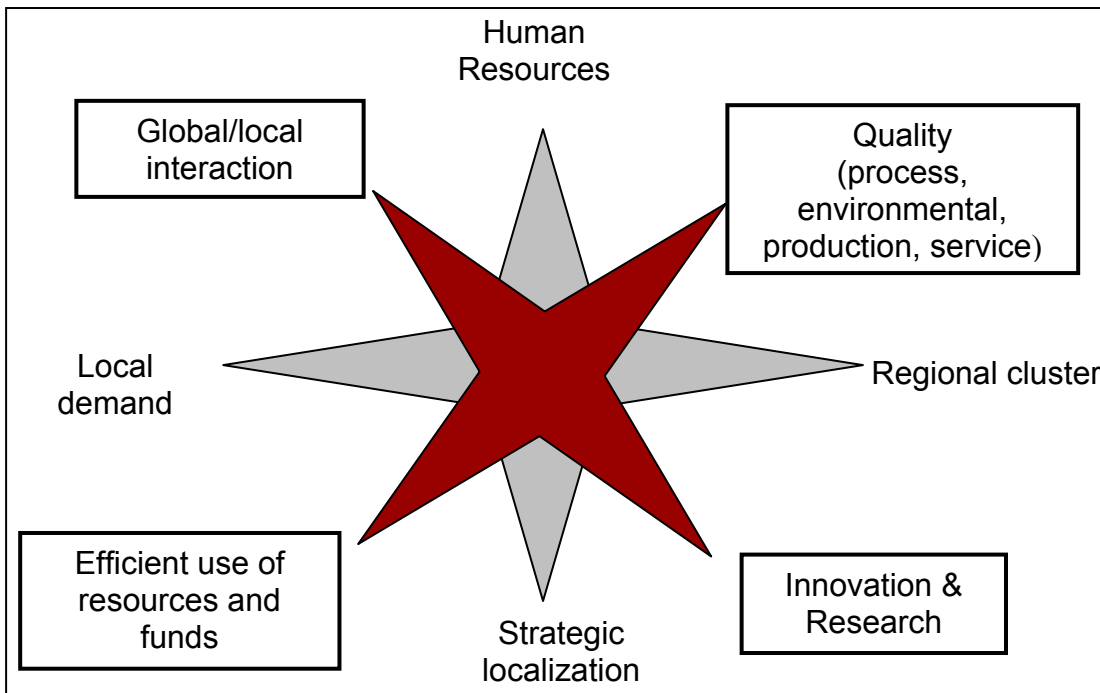 Human
Resources
Global/local
interaction
Quality
(process,
environmental,
production, service)
Local
demand
Regional cluster
Efficient use of
resources and
funds
Strategic
localization
Innovation &
Research